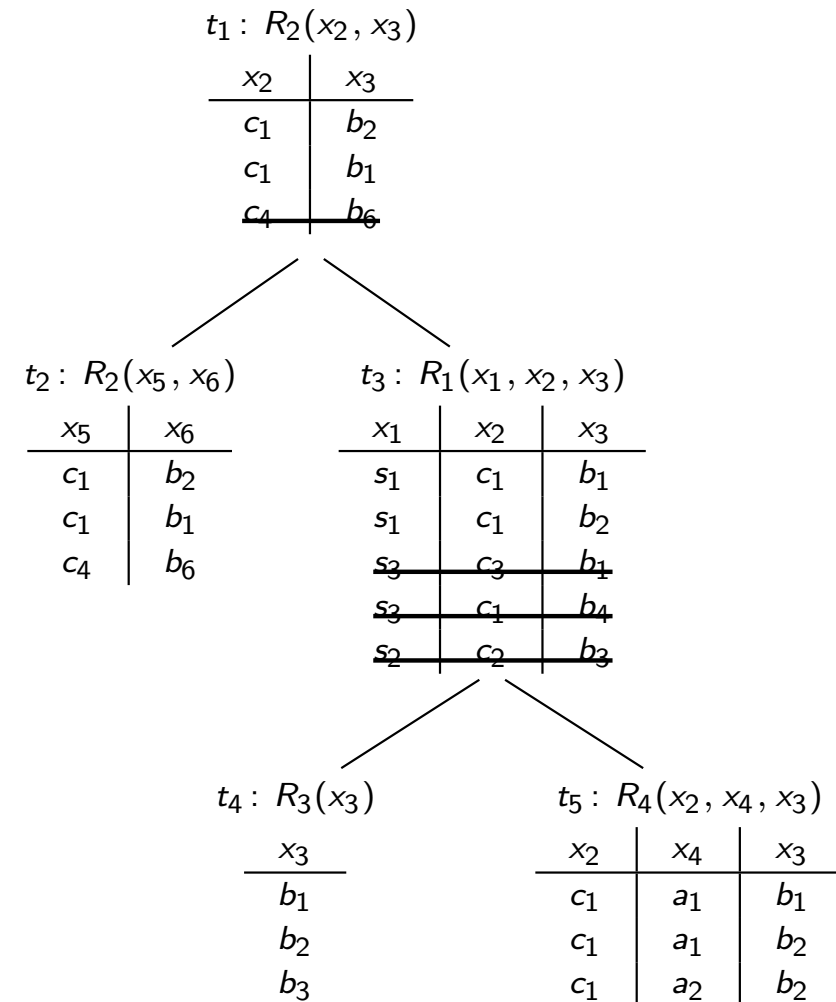 t₁: R₂(x₂, x₃)
x₂ x₃
c₁ b₂
c₁ b₁
c₄ b₆
t₂: R₂(x₅, x₆)
x₅ x₆
c₁ b₂
c₁ b₁
c₄ b₆
t₃: R₁(x₁, x₂, x₃)
x₁ x₂ x₃
s₁ c₁ b₁
s₁ c₁ b₂
s₃ c₃ b₁
s₃ c₁ b₄
s₂ c₂ b₃
t₄: R₃(x₃)
x₃
b₁
b₂
b₃
t₅: R₄(x₂, x₄, x₃)
x₂ x₄ x₃
c₁ a₁ b₁
c₁ a₁ b₂
c₁ a₂ b₂